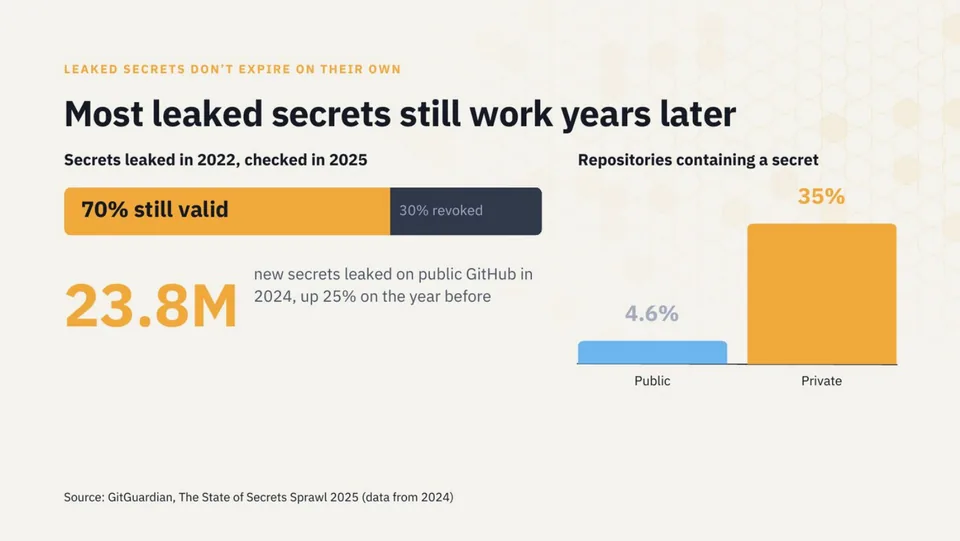 LEAKED SECRETS DON'T EXPIRE ON THEIR OWN
Most leaked secrets still work years later
Secrets leaked in 2022, checked in 2025
70% still valid
30% revoked
23.8M
new secrets leaked on public GitHub in
2024, up 25% on the year before
Repositories containing a secret
35%
4.6%
Public
Private
Source: GitGuardian, The State of Secrets Sprawl 2025 (data from 2024)